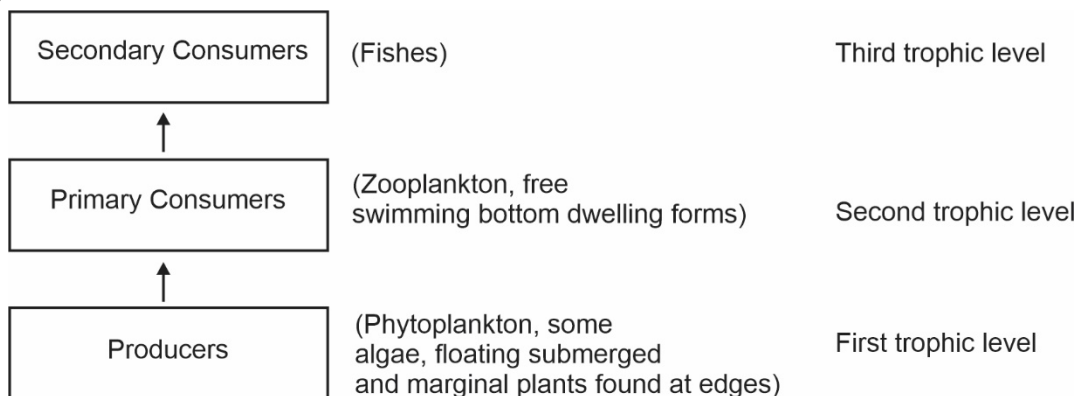 Secondary Consumers (Fishes) Third trophic level
Primary Consumers (Zooplankton, free
swimming bottom dwelling forms) Second trophic level
Producers (Phytoplankton, some
algae, floating submerged First trophic level
and marginal plants found at edges)